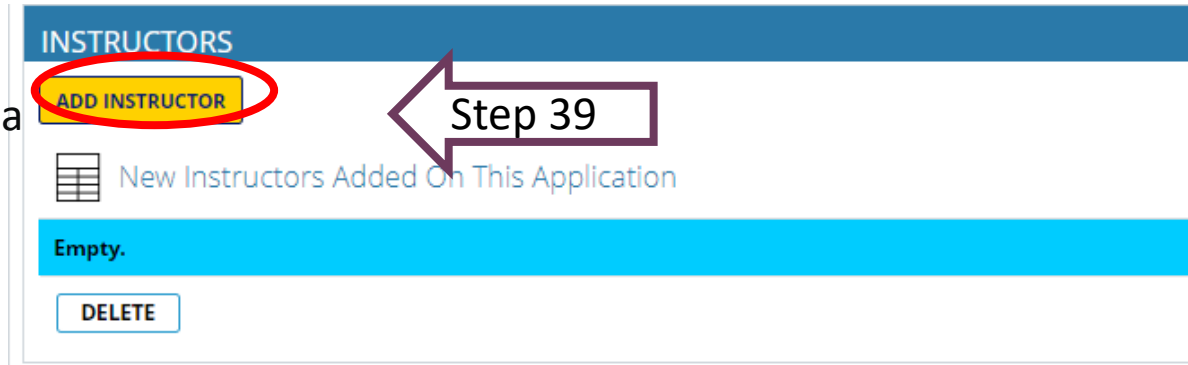 INSTRUCTORS
a
ADD INSTRUCTOR
Step 39
New Instructors Added On This Application
Empty.
DELETE